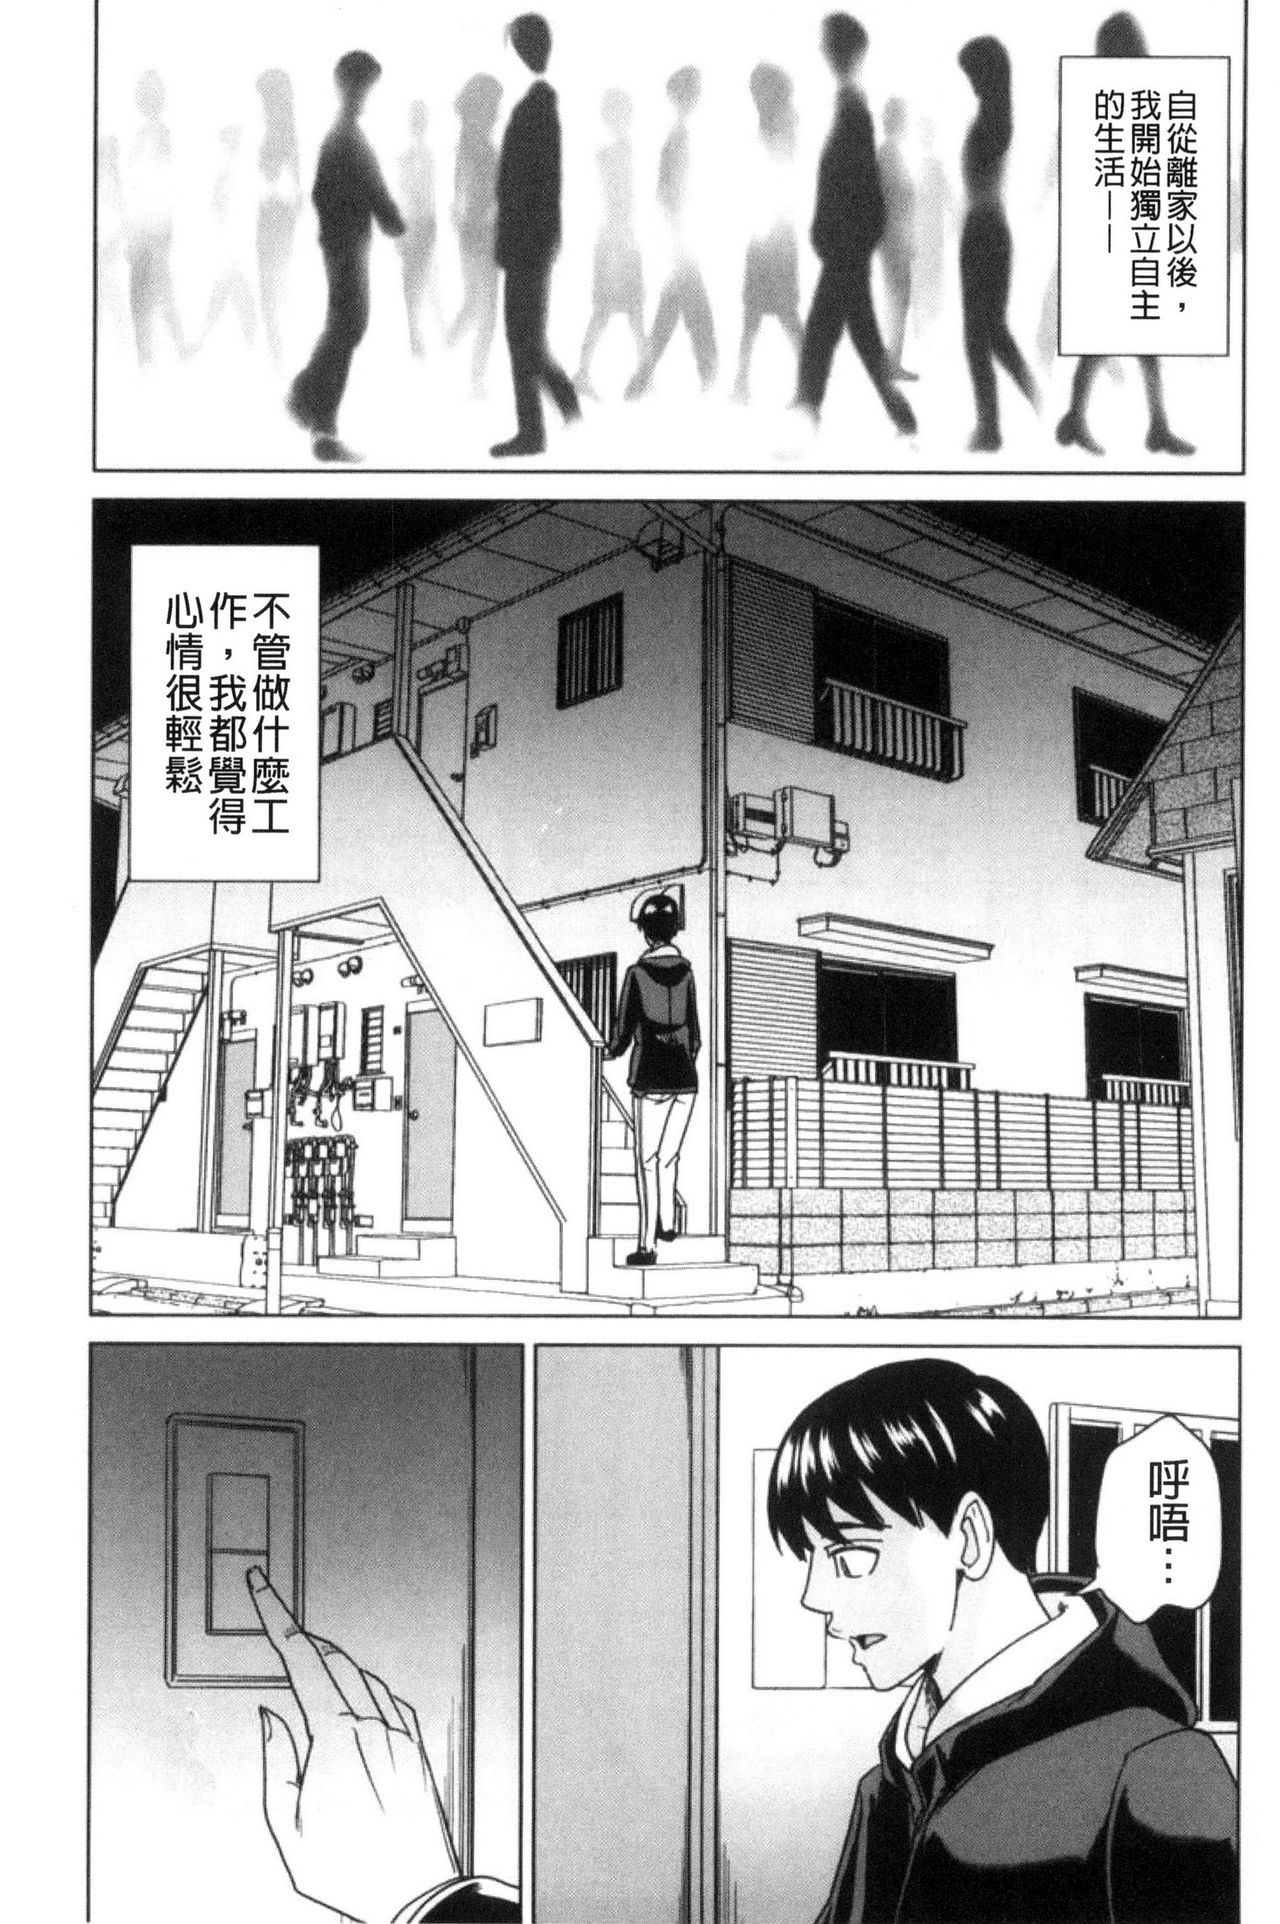 自從離家以後，
我開始獨立自主
的生活——
不管做什麼工
作，我都覺得
心情很輕鬆
呼唔…